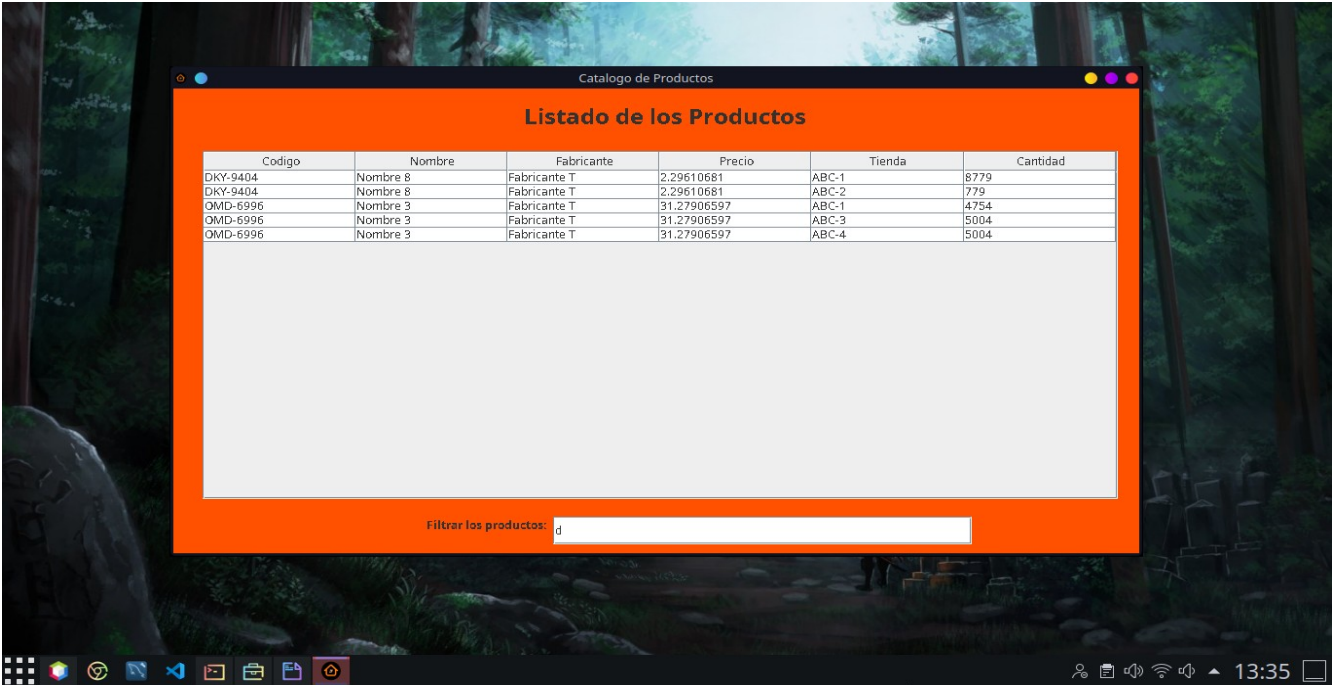 Catalogo de Productos
Listado de los Productos
Codigo Nombre Fabricante Precio Tienda Cantidad
DKY-9404 Nombre 8 Fabricante T 2.29610681 ABC-1 8779
DKY-9404 Nombre 8 Fabricante T 2.29610681 ABC-2 779
OMD-6996 Nombre 3 Fabricante T 31.27906597 ABC-1 4754
OMD-6996 Nombre 3 Fabricante T 31.27906597 ABC-3 5004
OMD-6996 Nombre 3 Fabricante T 31.27906597 ABC-4 5004
Filtrar los productos: d
13:35